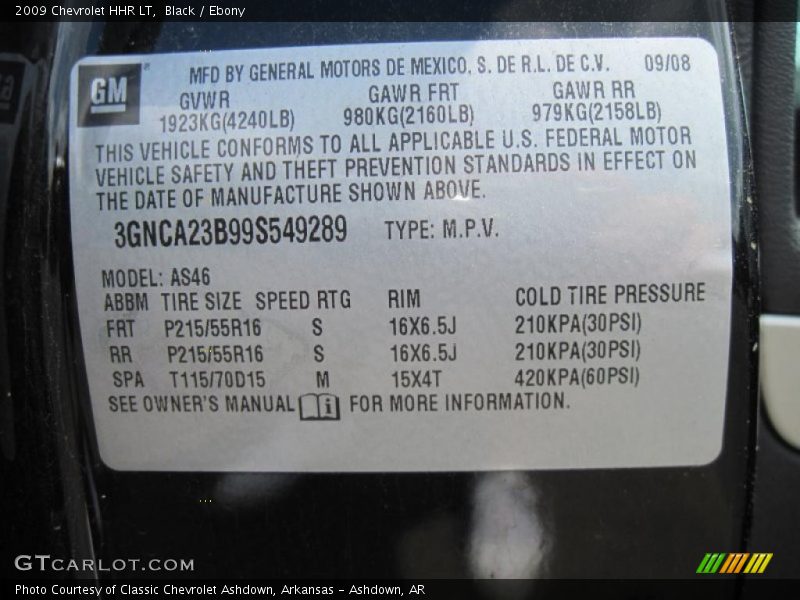 2009 Chevrolet HHR LT, Black / Ebony
GM
MFD BY GENERAL MOTORS DE MEXICO, S. DE R.L. DE C.V. 09/08
GVWR GAWR FRT GAWR RR
1923KG(4240LB) 980KG(2160LB) 979KG(2158LB)
THIS VEHICLE CONFORMS TO ALL APPLICABLE U.S. FEDERAL MOTOR
VEHICLE SAFETY AND THEFT PREVENTION STANDARDS IN EFFECT ON
THE DATE OF MANUFACTURE SHOWN ABOVE.
3GNCA23B99S549289 TYPE: M.P.V.
MODEL: AS46
ABBM TIRE SIZE SPEED RTG RIM COLD TIRE PRESSURE
FRT P215/55R16 S 16X6.5J 210KPA(30PSI)
RR P215/55R16 S 16X6.5J 210KPA(30PSI)
SPA T115/70D15 M 15X4T 420KPA(60PSI)
SEE OWNER'S MANUAL i FOR MORE INFORMATION.
GTCARLOT.COM
Photo Courtesy of Classic Chevrolet Ashdown, Arkansas - Ashdown, AR